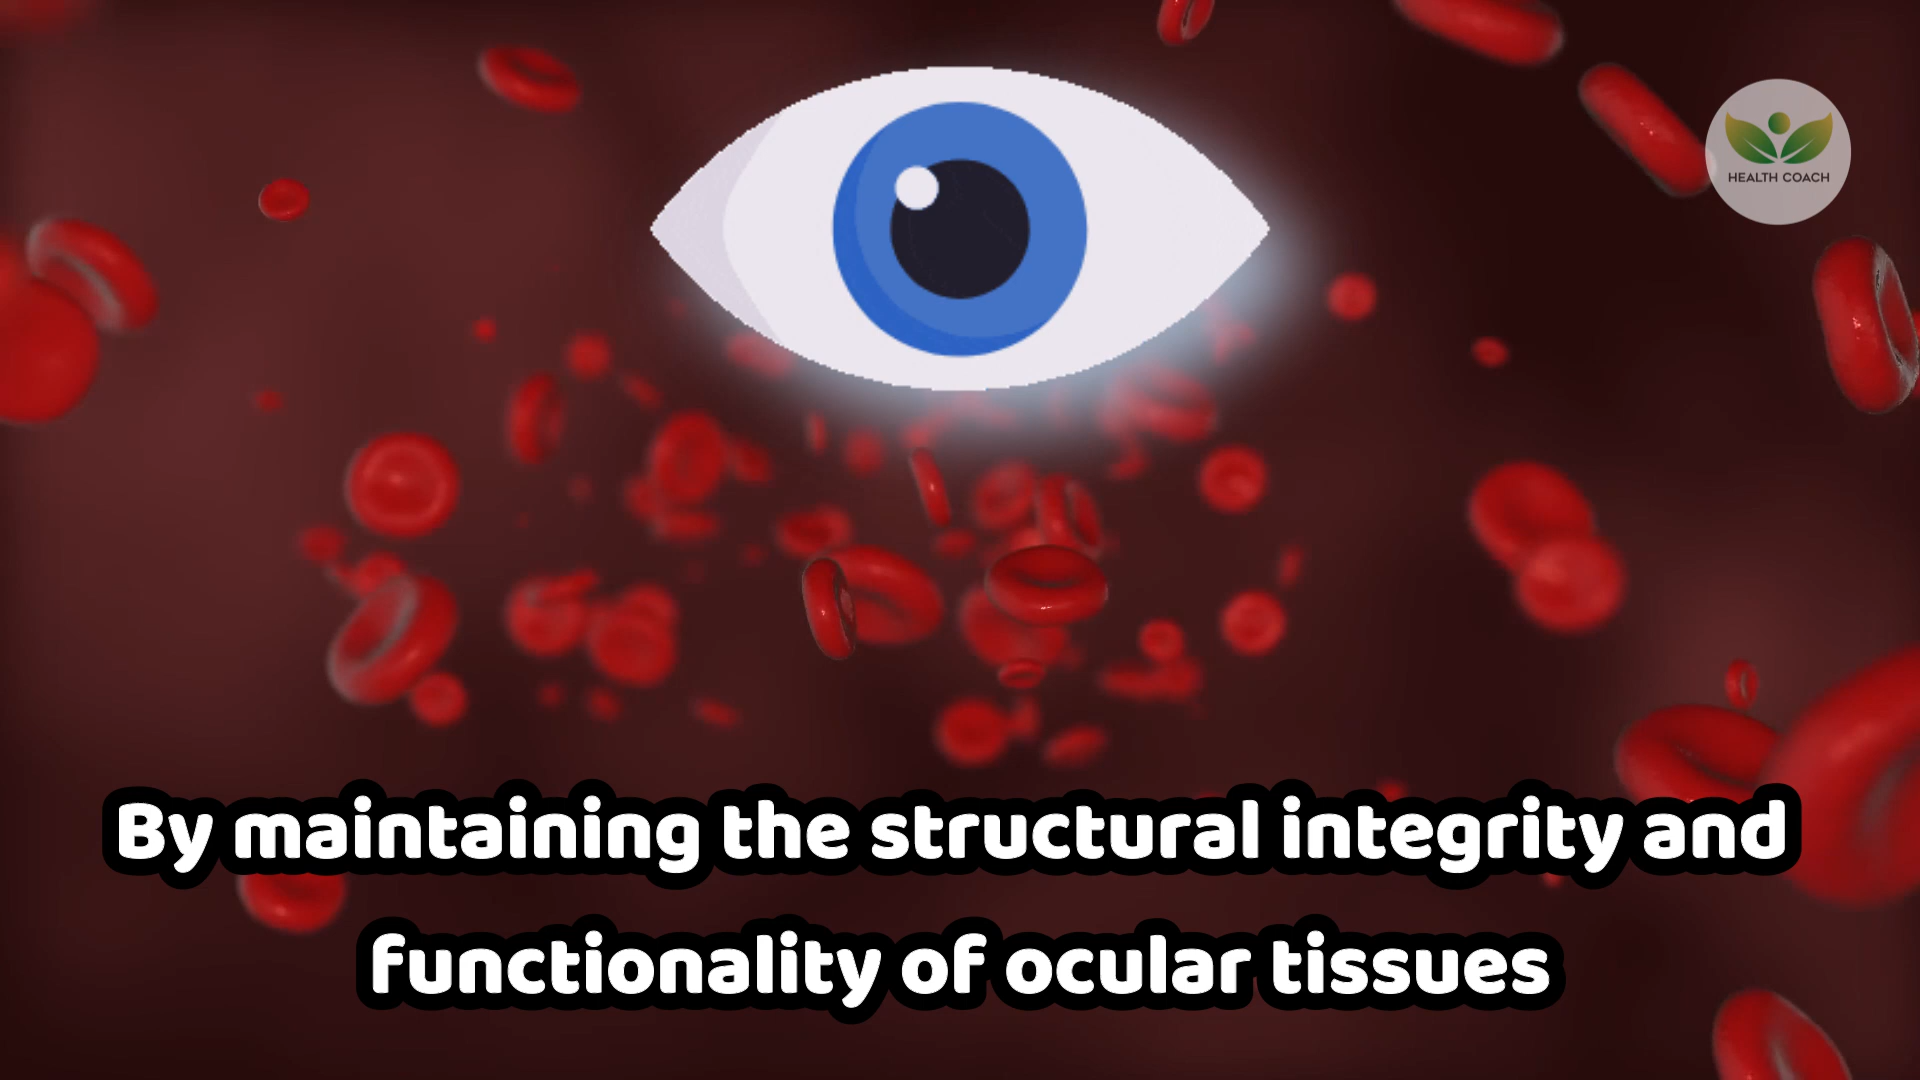 HEALTH COACH
By maintaining the structural integrity and
functionality of ocular tissues